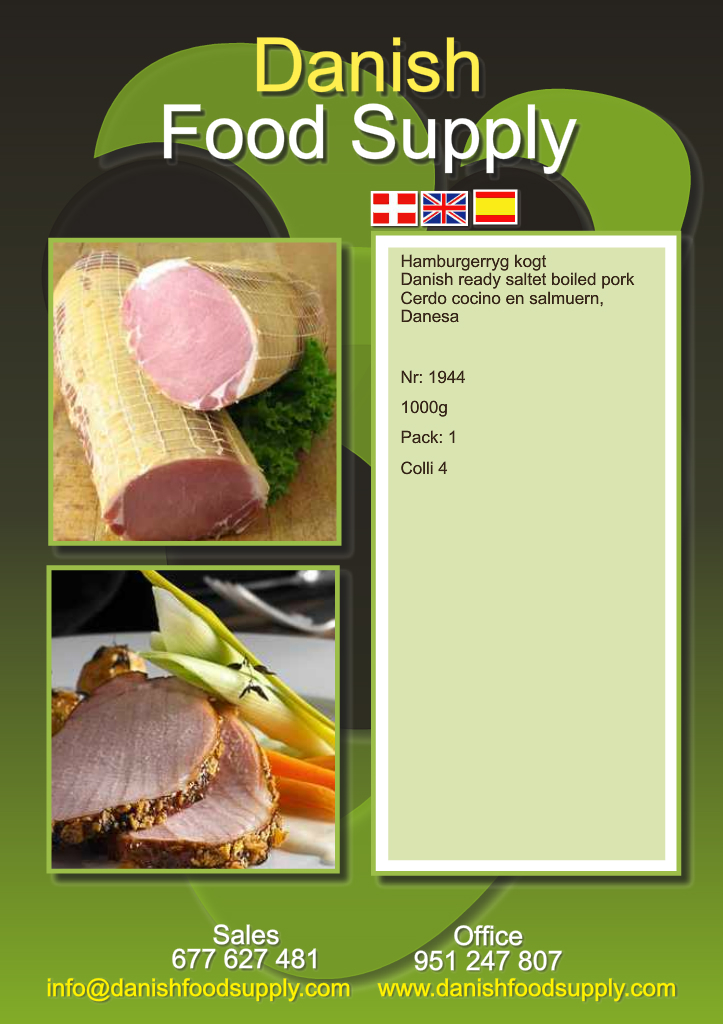 Danish
Food Supply
Hamburgerryg kogt
Danish ready saltet boiled pork
Cerdo cocino en salmuern,
Danesa
Nr: 1944
1000g
Pack: 1
Colli 4
Sales
677 627 481
info@danishfoodsupply.com
Office
951 247 807
www.danishfoodsupply.com